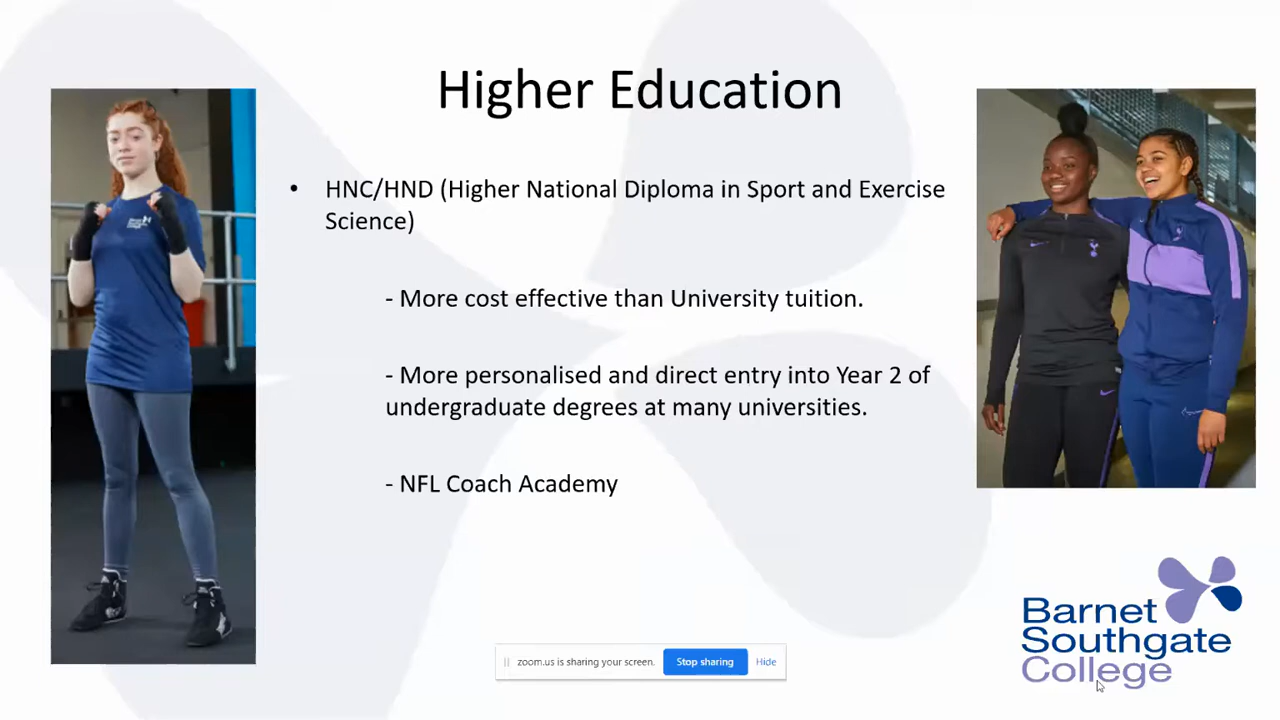 Higher Education
• HNC/HND (Higher National Diploma in Sport and Exercise
Science)
- More cost effective than University tuition.
- More personalised and direct entry into Year 2 of
undergraduate degrees at many universities.
- NFL Coach Academy
Barnet
Southgate
College
zoom.us is sharing your screen. Stop sharing Hide